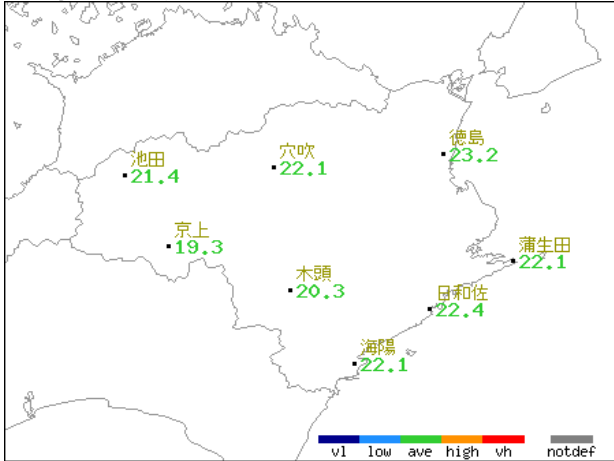 徳島
23.2
穴吹
22.1
池田
21.4
京上
19.3
蒲生田
22.1
木頭
20.3
日和佐
22.4
海陽
22.1
vl low ave high vh notdef